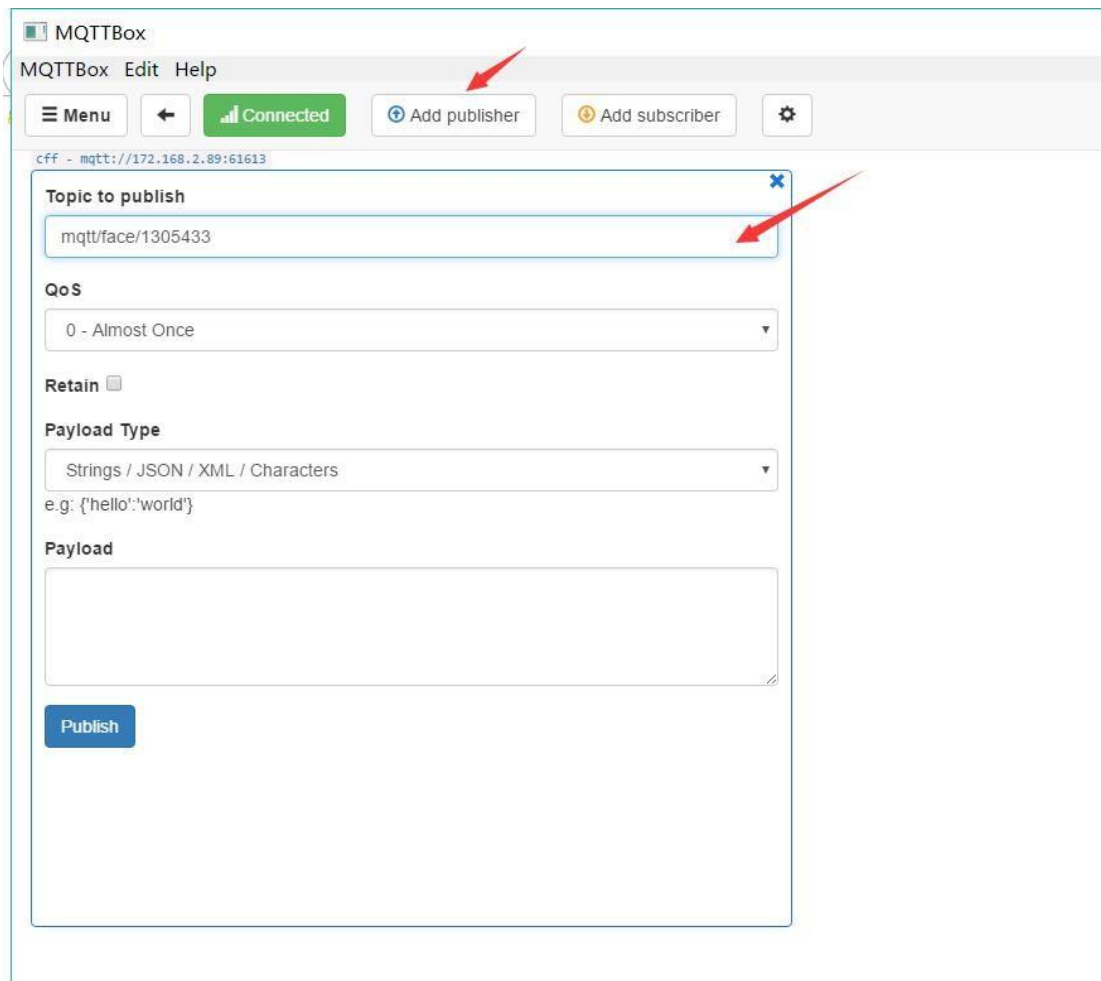 MQTTBox
MQTTBox Edit Help
Menu Connected Add publisher Add subscriber
cff - mqtt://172.168.2.89:61613
Topic to publish
mqtt/face/1305433
QoS
0 - Almost Once
Retain
Payload Type
Strings / JSON / XML / Characters
e.g: {'hello':'world'}
Payload
Publish